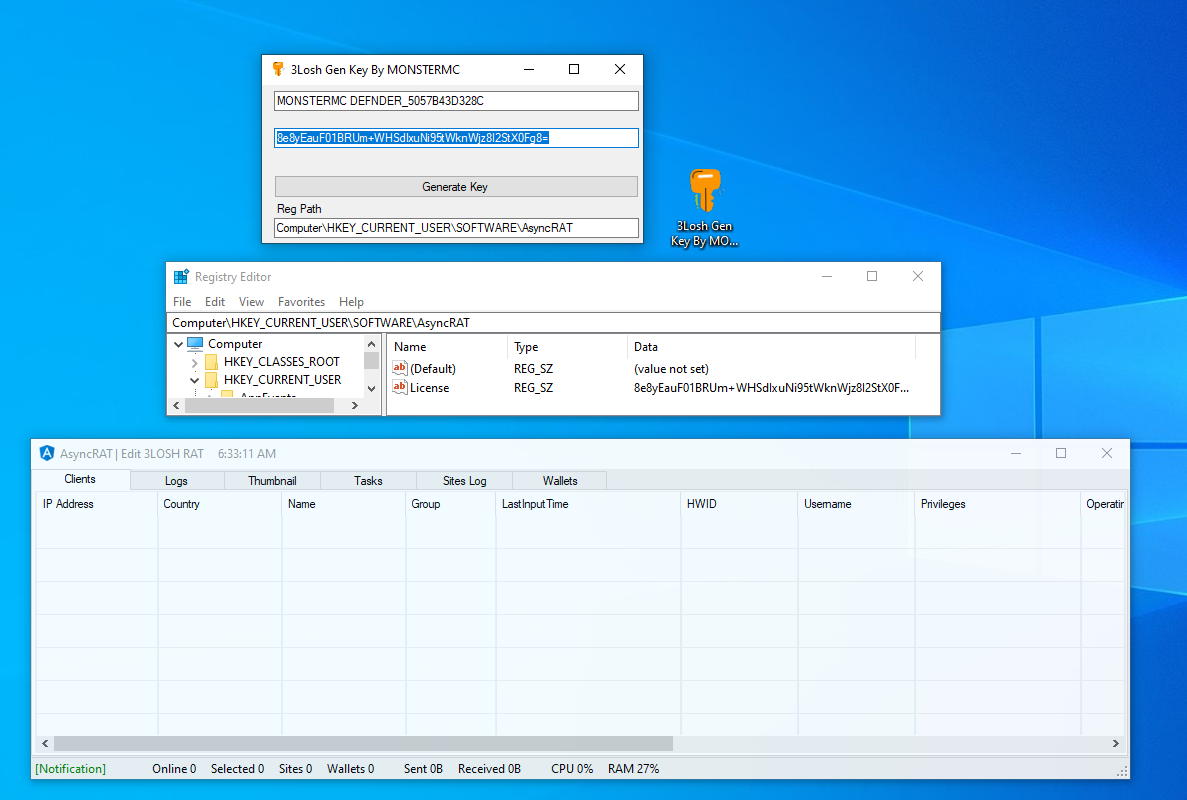 3Losh Gen Key By MONSTERMC
MONSTERMC DEFNDER_5057B43D328C
8e8yEauF01BRUm+WHSdlxuNi95tWknWjz8I2StX0Fg8=
Generate Key
Reg Path
Computer\HKEY_CURRENT_USER\SOFTWARE\AsyncRAT
3Losh Gen
Key By MO...
Registry Editor
File Edit View Favorites Help
Computer\HKEY_CURRENT_USER\SOFTWARE\AsyncRAT
Computer
HKEY_CLASSES_ROOT
HKEY_CURRENT_USER
AppEvents
Name Type Data
ab (Default) REG_SZ (value not set)
ab License REG_SZ 8e8yEauF01BRUm+WHSdlxuNi95tWknWjz8I2StX0F...
A AsyncRAT | Edit 3LOSH RAT 6:33:11 AM
Clients Logs Thumbnail Tasks Sites Log Wallets
IP Address Country Name Group LastInputTime HWID Username Privileges Operatir
[Notification] Online 0 Selected 0 Sites 0 Wallets 0 Sent 0B Received 0B CPU 0% RAM 27%